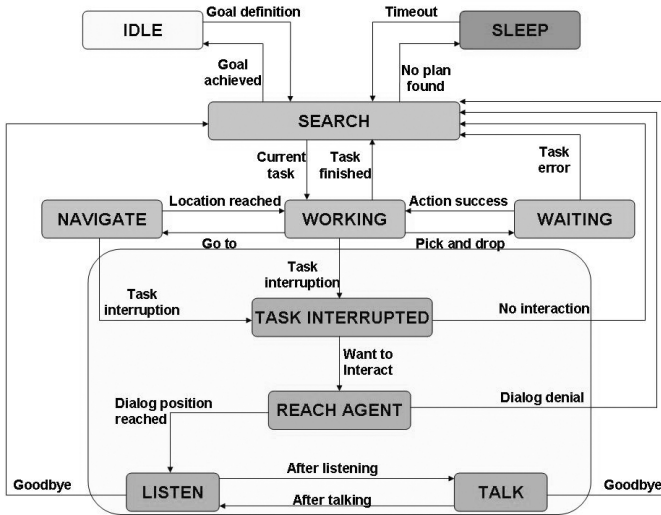 IDLE
Goal definition
Timeout
SLEEP
Goal
achieved
No plan
found
SEARCH
Current
task
Task
finished
Task
error
NAVIGATE
Location reached
WORKING
Action success
WAITING
Go to
Pick and drop
Task
interruption
Task
interruption
TASK INTERRUPTED
No interaction
Want to
Interact
Dialog position
reached
REACH AGENT
Dialog denial
Goodbye
LISTEN
After listening
After talking
TALK
Goodbye